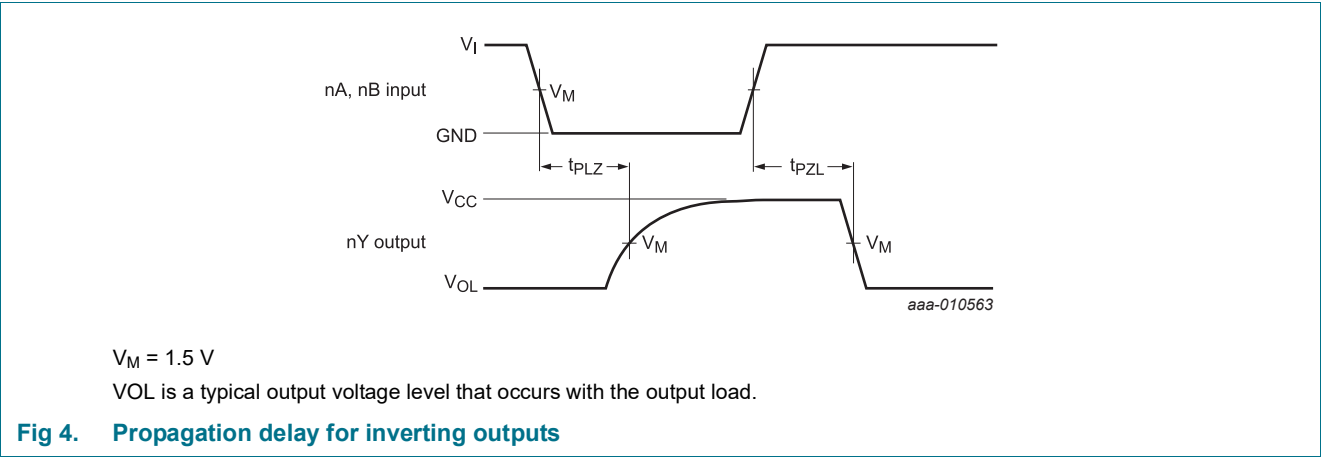 VI
nA, nB input
VM
GND
tPLZ
tPZL
VCC
nY output
VM
VM
VOL
aaa-010563
VM = 1.5 V
VOL is a typical output voltage level that occurs with the output load.
Fig 4. Propagation delay for inverting outputs